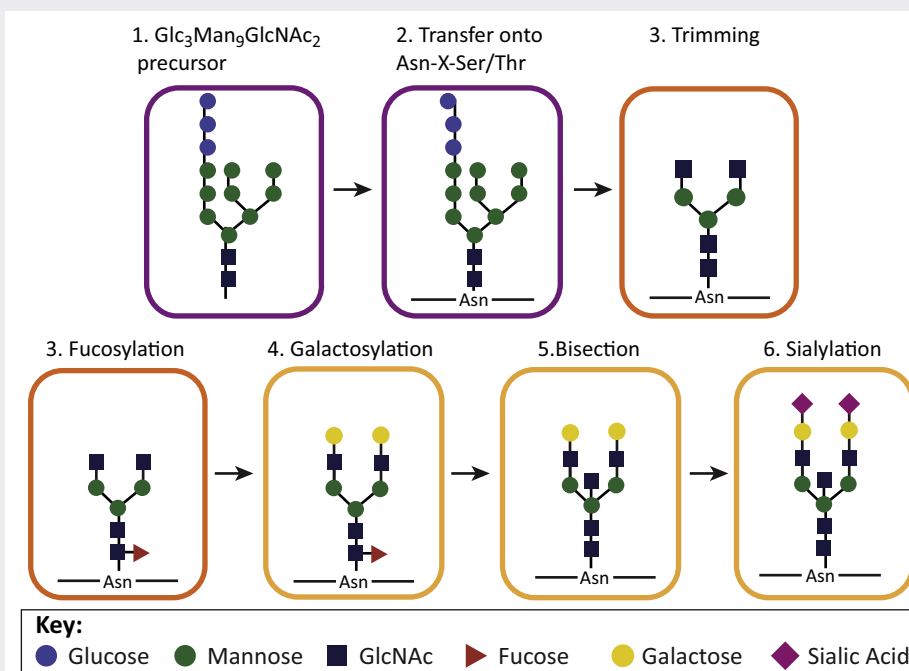 1. Glc₃Man₉GlcNAc₂
precursor
2. Transfer onto
Asn-X-Ser/Thr
3. Trimming
Asn
Asn
3. Fucosylation
4. Galactosylation
5.Bisection
6. Sialylation
Asn
Asn
Asn
Asn
Key:
Glucose Mannose GlcNAc Fucose Galactose Sialic Acid